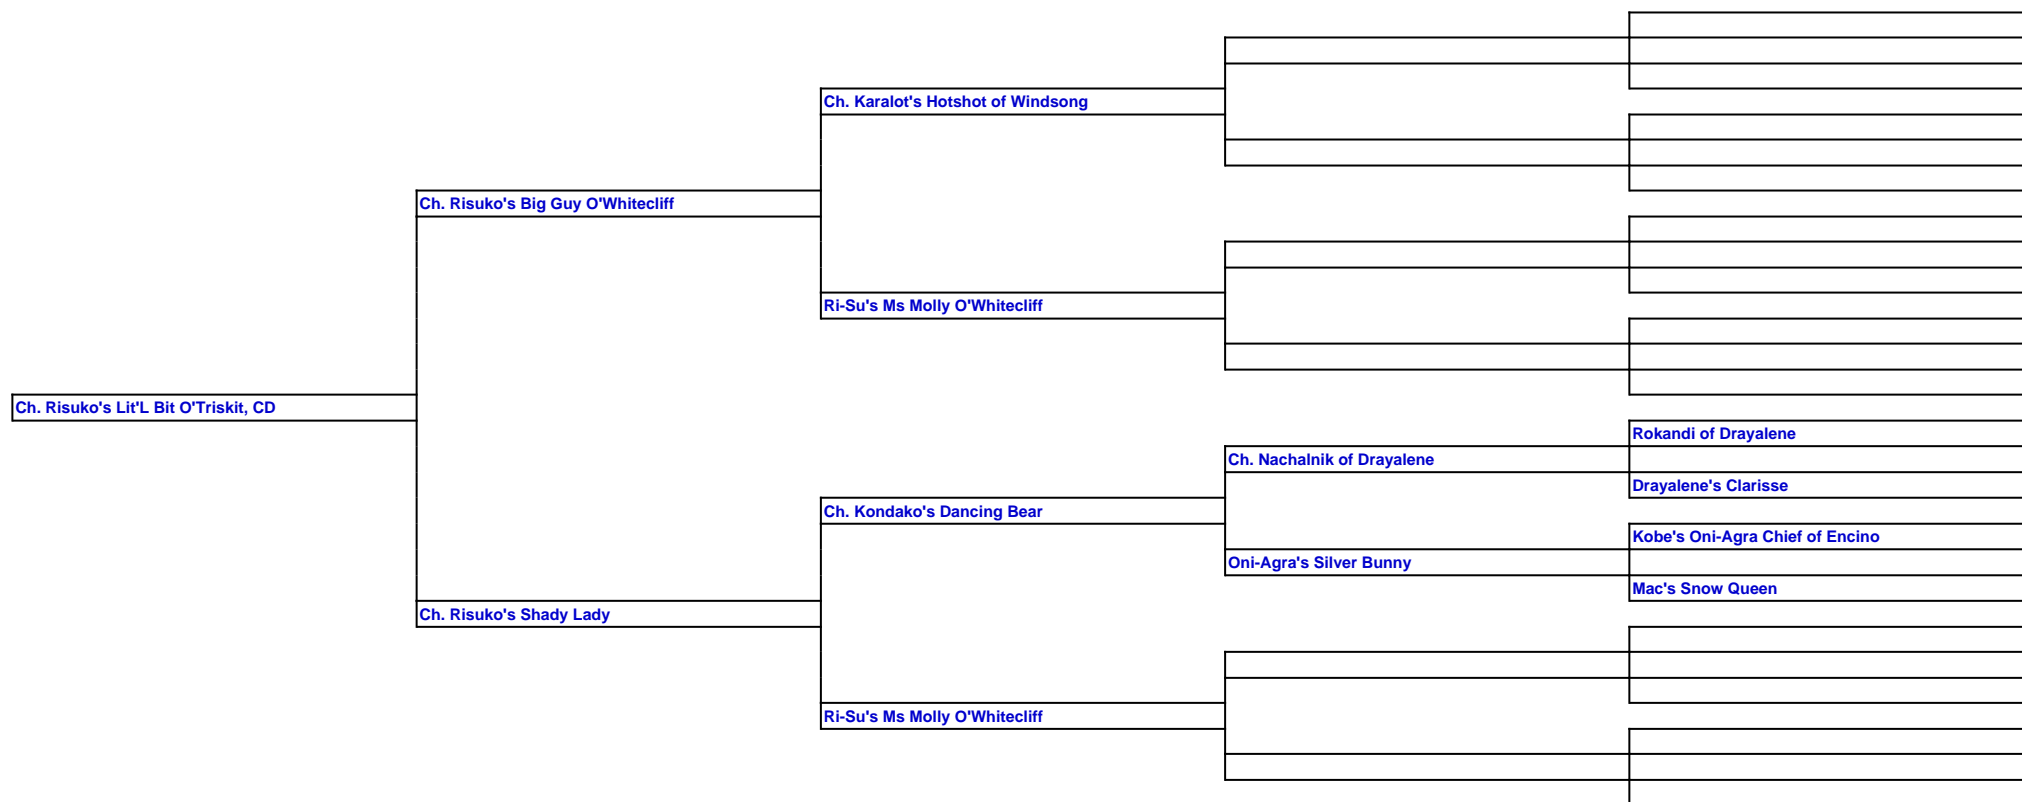 Ch. Karalot's Hotshot of Windsong
Ch. Risuko's Big Guy O'Whitecliff
Ri-Su's Ms Molly O'Whitecliff
Ch. Risuko's Lit'L Bit O'Triskit, CD
Rokandi of Drayalene
Ch. Nachalnik of Drayalene
Drayalene's Clarisse
Ch. Kondako's Dancing Bear
Kobe's Oni-Agra Chief of Encino
Oni-Agra's Silver Bunny
Mac's Snow Queen
Ch. Risuko's Shady Lady
Ri-Su's Ms Molly O'Whitecliff